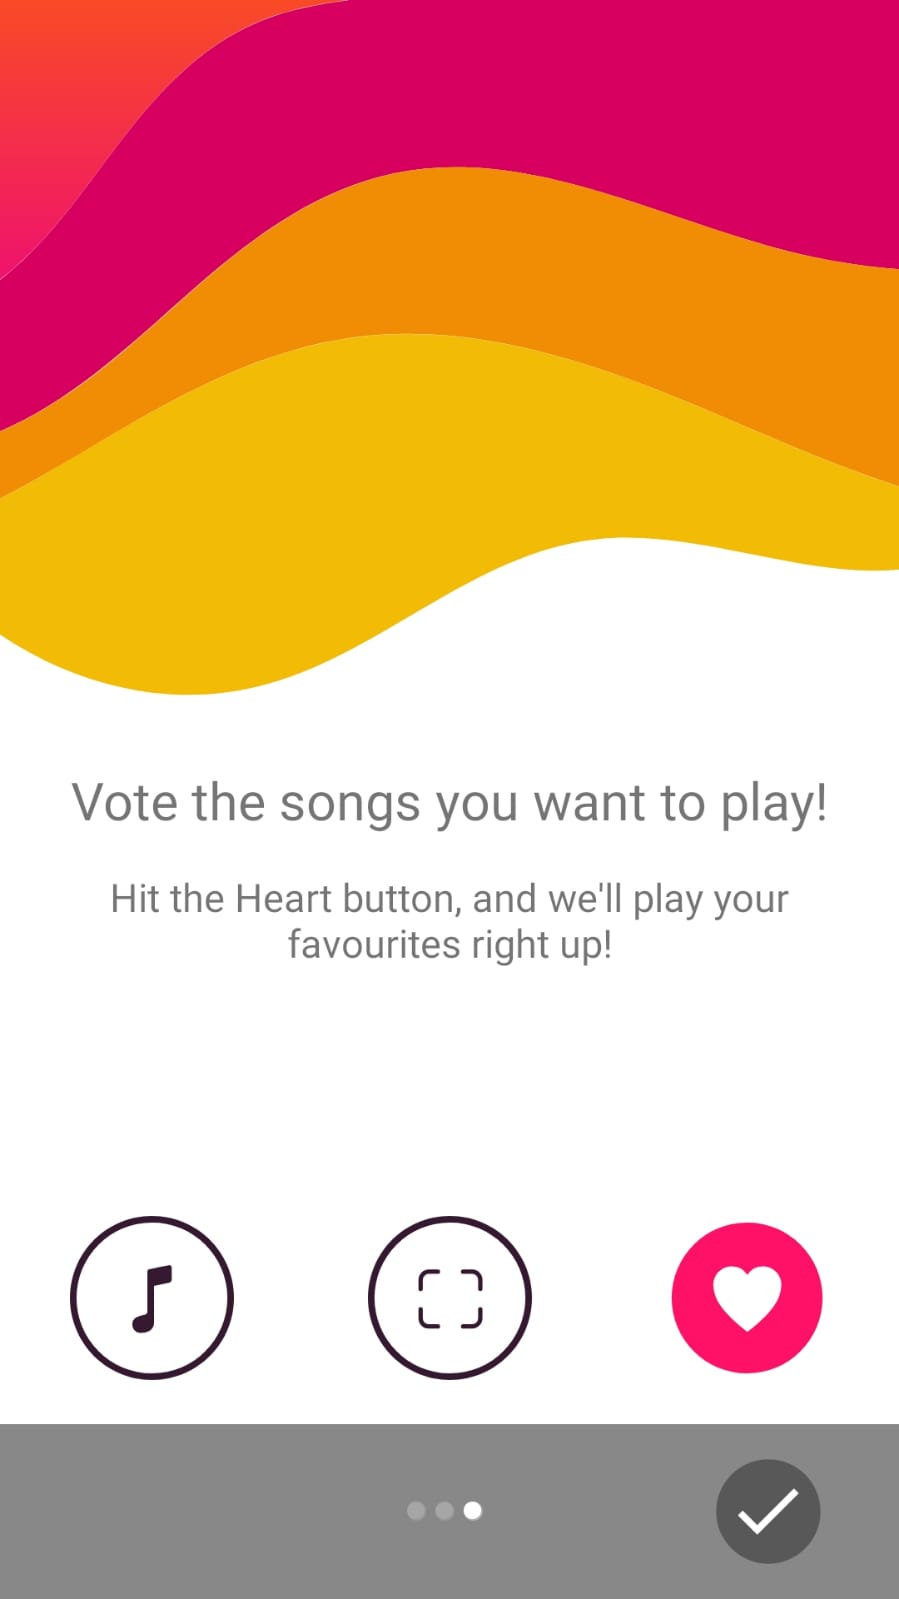 Vote the songs you want to play!
Hit the Heart button, and we'll play your
favourites right up!